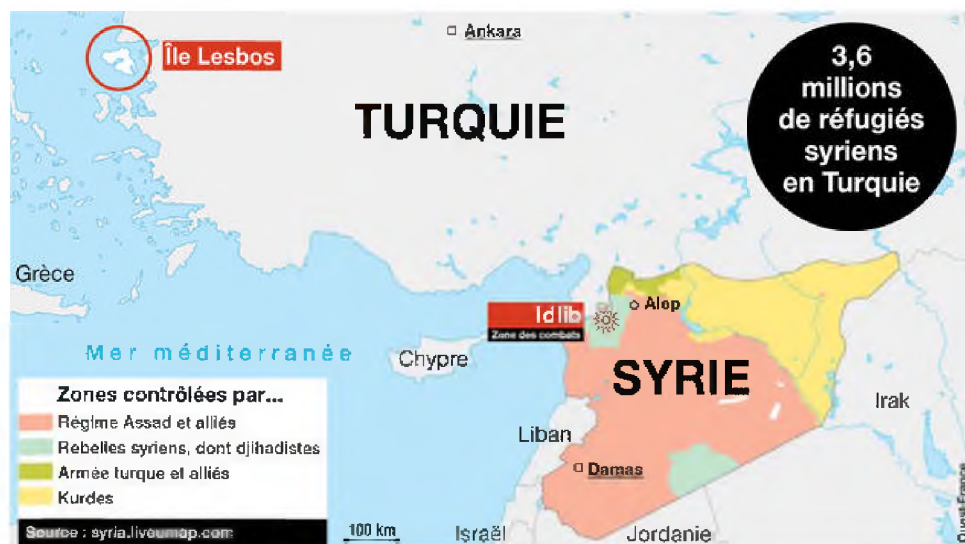 Île Lesbos
Ankara
TURQUIE
3,6
millions
de réfugiés
syriens
en Turquie
Grèce
Idlib
Zone des combats
Alep
Mer méditerranée
Chypre
SYRIE
Irak
Liban
Damas
Israël
Jordanie
100 km
Zones contrôlées par...
Régime Assad et alliés
Rebelles syriens, dont djihadistes
Armée turque et alliés
Kurdes
Source : syria.liveumap.com
Ouest-France